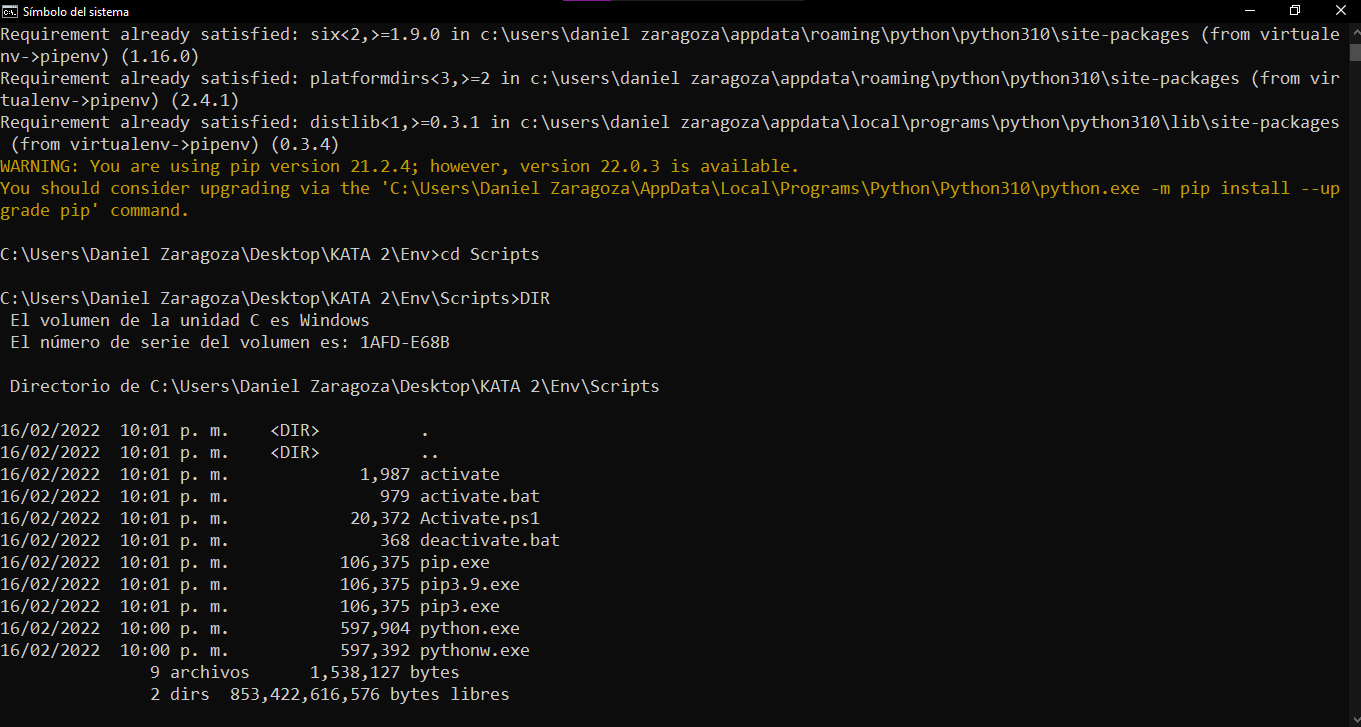 Símbolo del sistema
Requirement already satisfied: six<2,>=1.9.0 in c:\users\daniel zaragoza\appdata\roaming\python\python310\site-packages (from virtuale
nv->pipenv) (1.16.0)
Requirement already satisfied: platformdirs<3,>=2 in c:\users\daniel zaragoza\appdata\roaming\python\python310\site-packages (from vir
tualenv->pipenv) (2.4.1)
Requirement already satisfied: distlib<1,>=0.3.1 in c:\users\daniel zaragoza\appdata\local\programs\python\python310\lib\site-packages
 (from virtualenv->pipenv) (0.3.4)
WARNING: You are using pip version 21.2.4; however, version 22.0.3 is available.
You should consider upgrading via the 'C:\Users\Daniel Zaragoza\AppData\Local\Programs\Python\Python310\python.exe -m pip install --up
grade pip' command.

C:\Users\Daniel Zaragoza\Desktop\KATA 2\Env>cd Scripts

C:\Users\Daniel Zaragoza\Desktop\KATA 2\Env\Scripts>DIR
 El volumen de la unidad C es Windows
 El número de serie del volumen es: 1AFD-E68B

 Directorio de C:\Users\Daniel Zaragoza\Desktop\KATA 2\Env\Scripts

16/02/2022  10:01 p. m.    <DIR>          .
16/02/2022  10:01 p. m.    <DIR>          ..
16/02/2022  10:01 p. m.             1,987 activate
16/02/2022  10:01 p. m.               979 activate.bat
16/02/2022  10:01 p. m.            20,372 Activate.ps1
16/02/2022  10:01 p. m.               368 deactivate.bat
16/02/2022  10:01 p. m.           106,375 pip.exe
16/02/2022  10:01 p. m.           106,375 pip3.9.exe
16/02/2022  10:01 p. m.           106,375 pip3.exe
16/02/2022  10:00 p. m.           597,904 python.exe
16/02/2022  10:00 p. m.           597,392 pythonw.exe
               9 archivos      1,538,127 bytes
               2 dirs  853,422,616,576 bytes libres